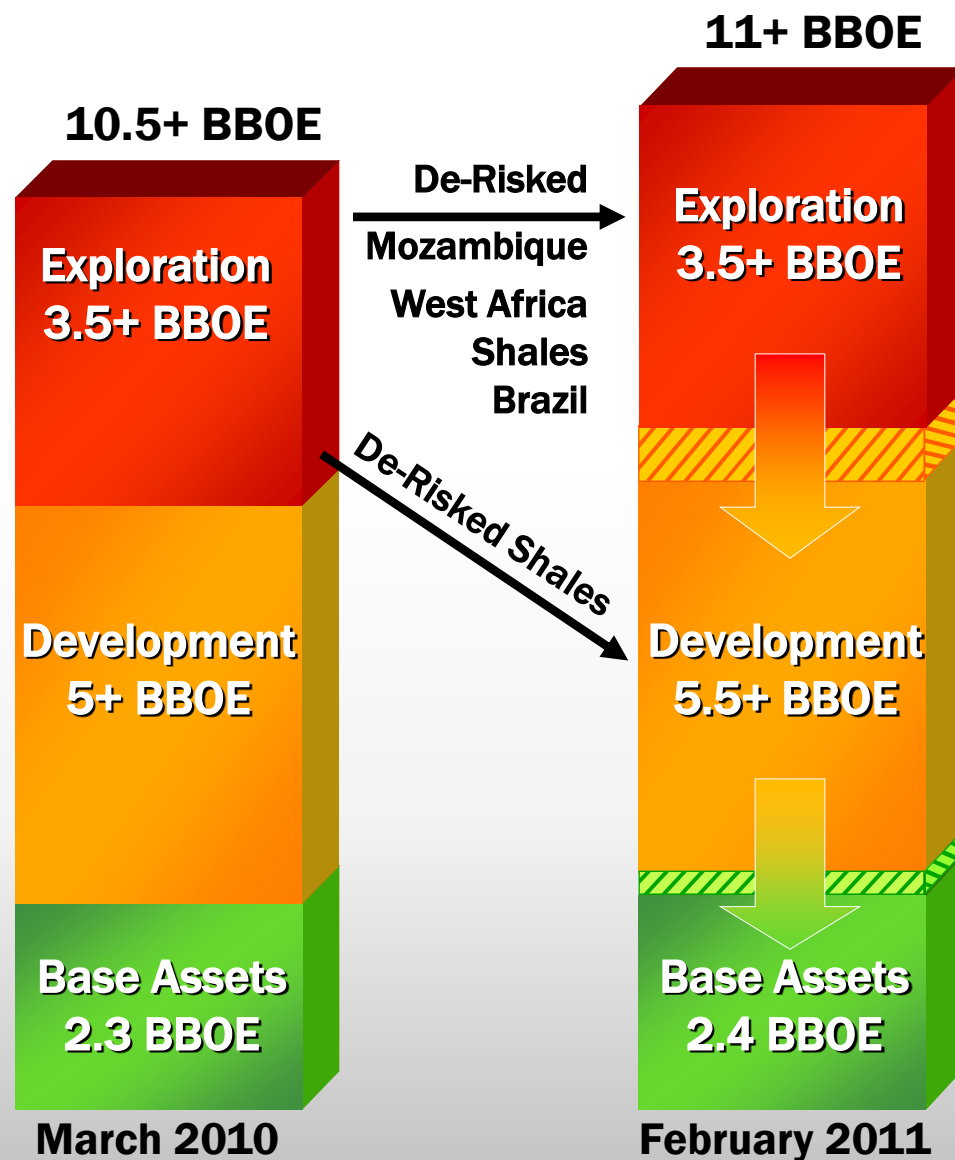 10.5+ BBOE
Exploration
3.5+ BBOE
Development
5+ BBOE
Base Assets
2.3 BBOE
March 2010
De-Risked
Mozambique
West Africa
Shales
Brazil
De-Risked Shales
11+ BBOE
Exploration
3.5+ BBOE
Development
5.5+ BBOE
Base Assets
2.4 BBOE
February 2011